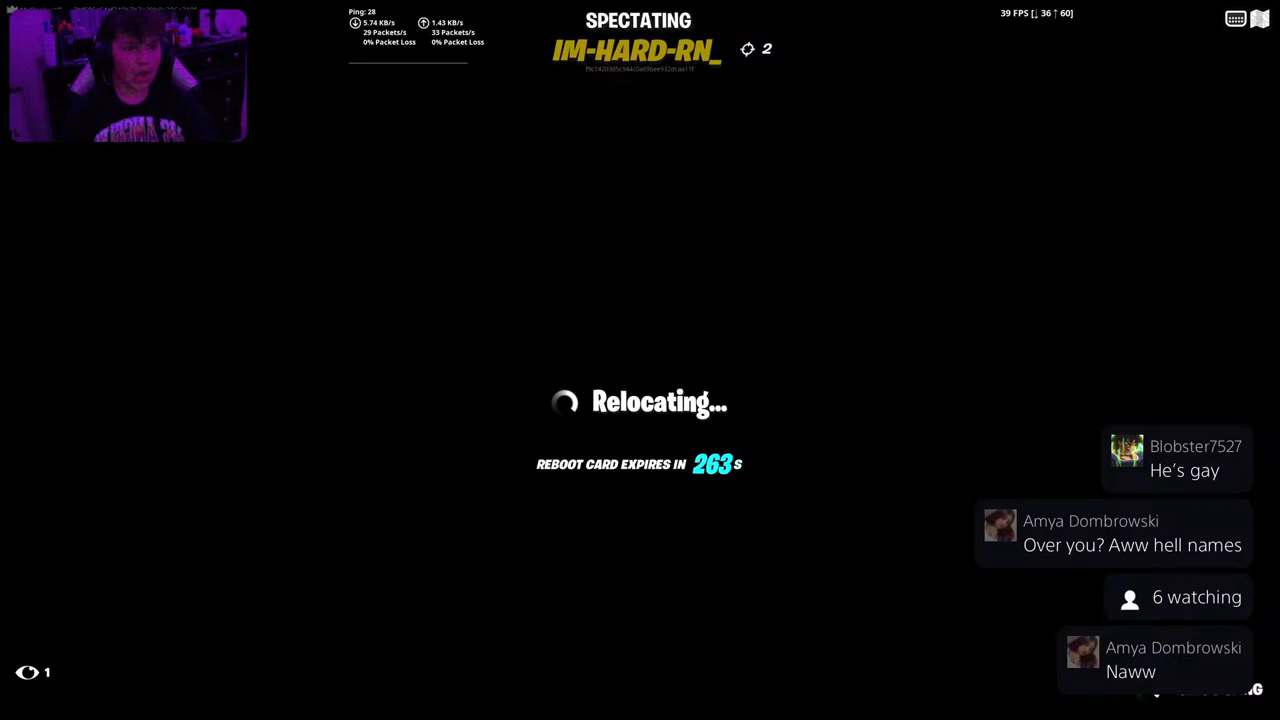 Ping: 28
5.74 KB/s
1.43 KB/s
29 Packets/s
33 Packets/s
0% Packet Loss
0% Packet Loss
SPECTATING
IM-HARD-RN_
2
39 FPS [↓ 36 ↑ 60]
Relocating...
REBOOT CARD EXPIRES IN 263 S
Blobster7527
He's gay
Amya Dombrowski
Over you? Aww hell names
6 watching
Amya Dombrowski
Naww
1